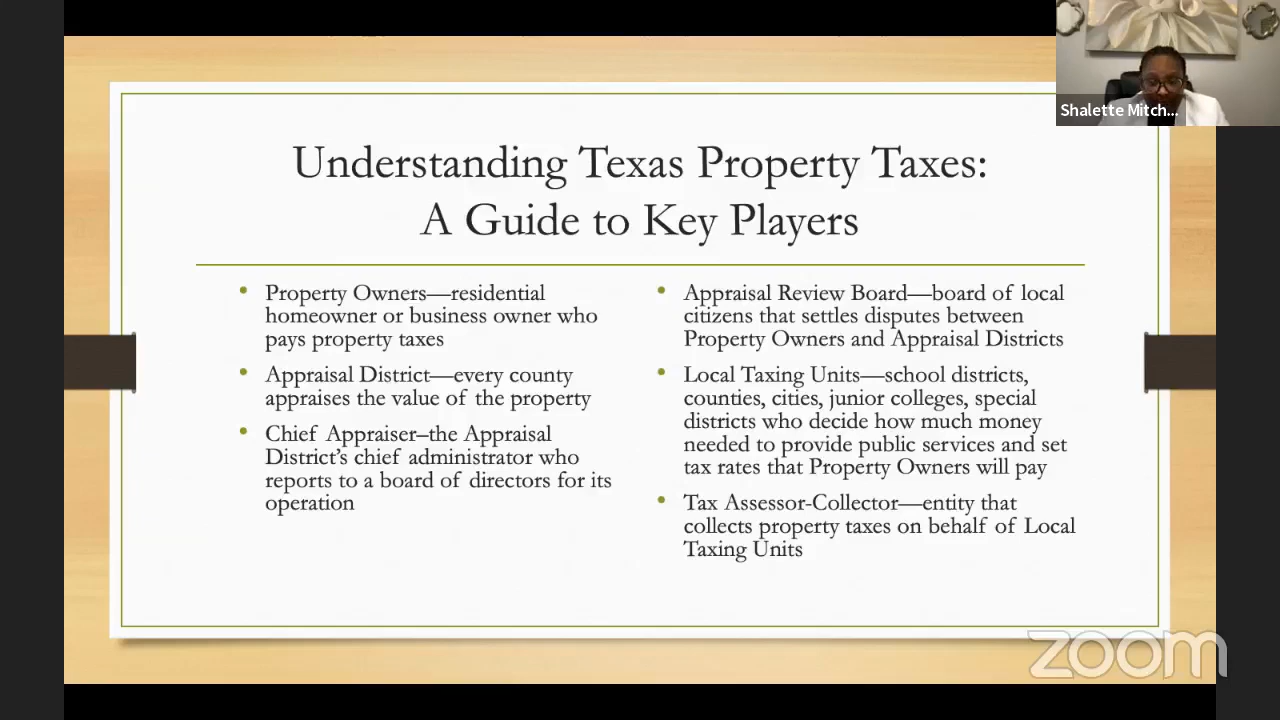 Shalette Mitch...
Understanding Texas Property Taxes:
A Guide to Key Players
• Property Owners—residential
homeowner or business owner who
pays property taxes
• Appraisal District—every county
appraises the value of the property
• Chief Appraiser–the Appraisal
District's chief administrator who
reports to a board of directors for its
operation
• Appraisal Review Board—board of local
citizens that settles disputes between
Property Owners and Appraisal Districts
• Local Taxing Units—school districts,
counties, cities, junior colleges, special
districts who decide how much money
needed to provide public services and set
tax rates that Property Owners will pay
• Tax Assessor-Collector—entity that
collects property taxes on behalf of Local
Taxing Units
zoom